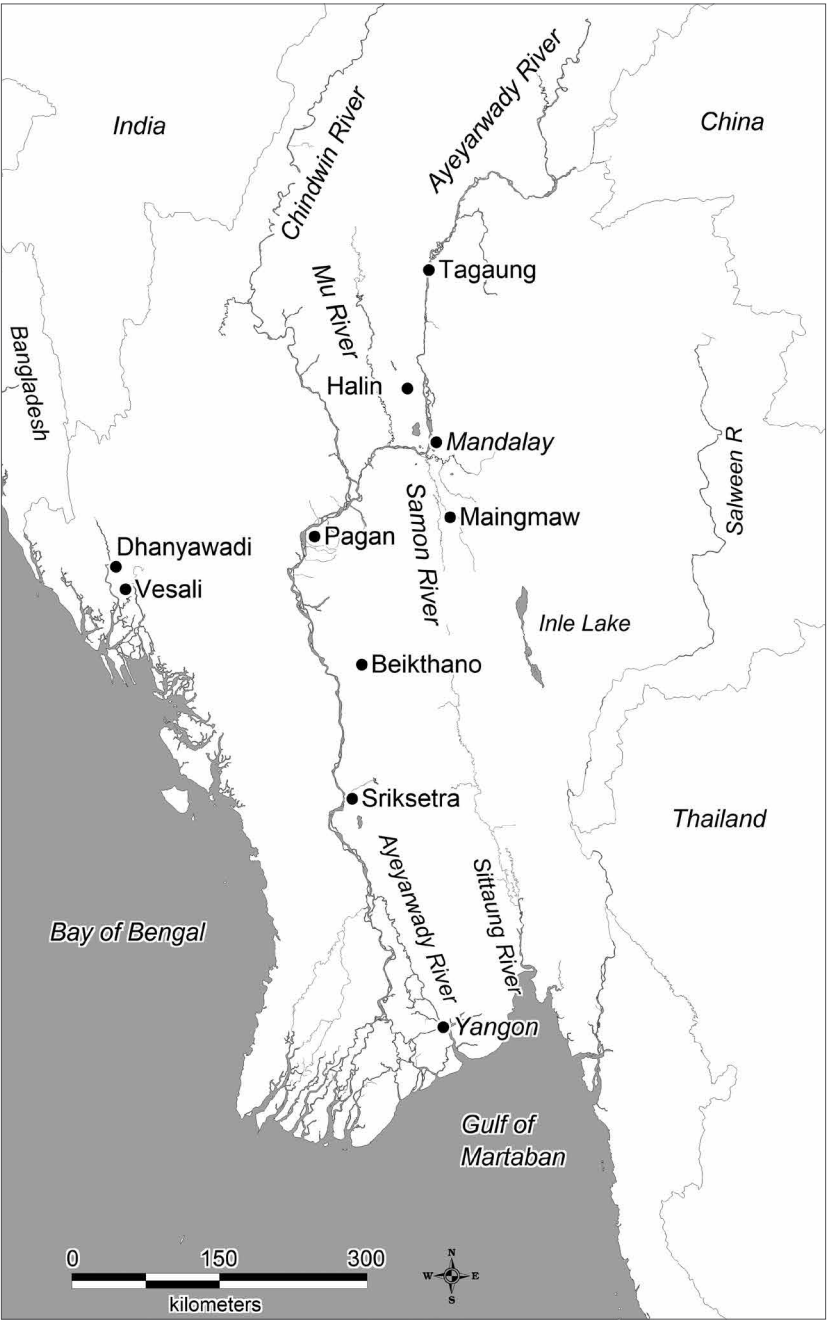 India
China
Chindwin River
Ayeyarwady River
Tagaung
Mu River
Bangladesh
Halin
Mandalay
Salween R
Samon River
Maingmaw
Pagan
Dhanyawadi
Vesali
Inle Lake
Beikthano
Sriksetra
Thailand
Ayeyarwady River
Sittaung River
Bay of Bengal
Yangon
Gulf of
Martaban
0 150 300
kilometers
N
W E
S